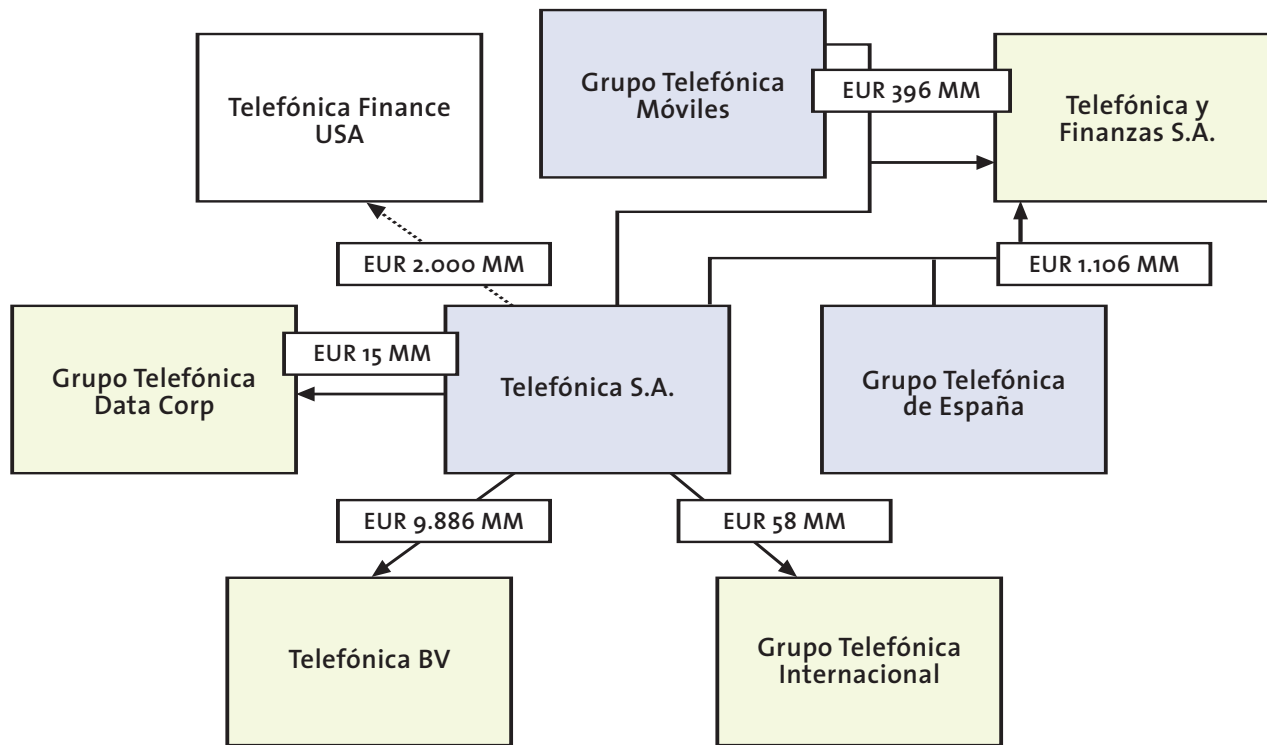 Telefónica Finance
USA
Grupo Telefónica
Móviles
EUR 396 MM
Telefónica y
Finanzas S.A.
EUR 2.000 MM
EUR 1.106 MM
Grupo Telefónica
Data Corp
EUR 15 MM
Telefónica S.A.
Grupo Telefónica
de España
EUR 9.886 MM
EUR 58 MM
Telefónica BV
Grupo Telefónica
Internacional